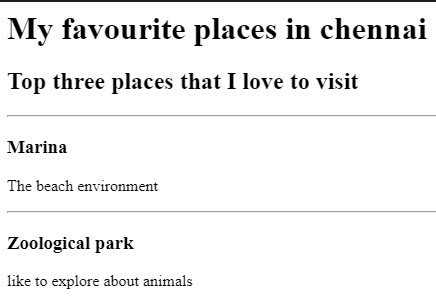 My favourite places in chennai
Top three places that I love to visit
Marina
The beach environment
Zoological park
like to explore about animals